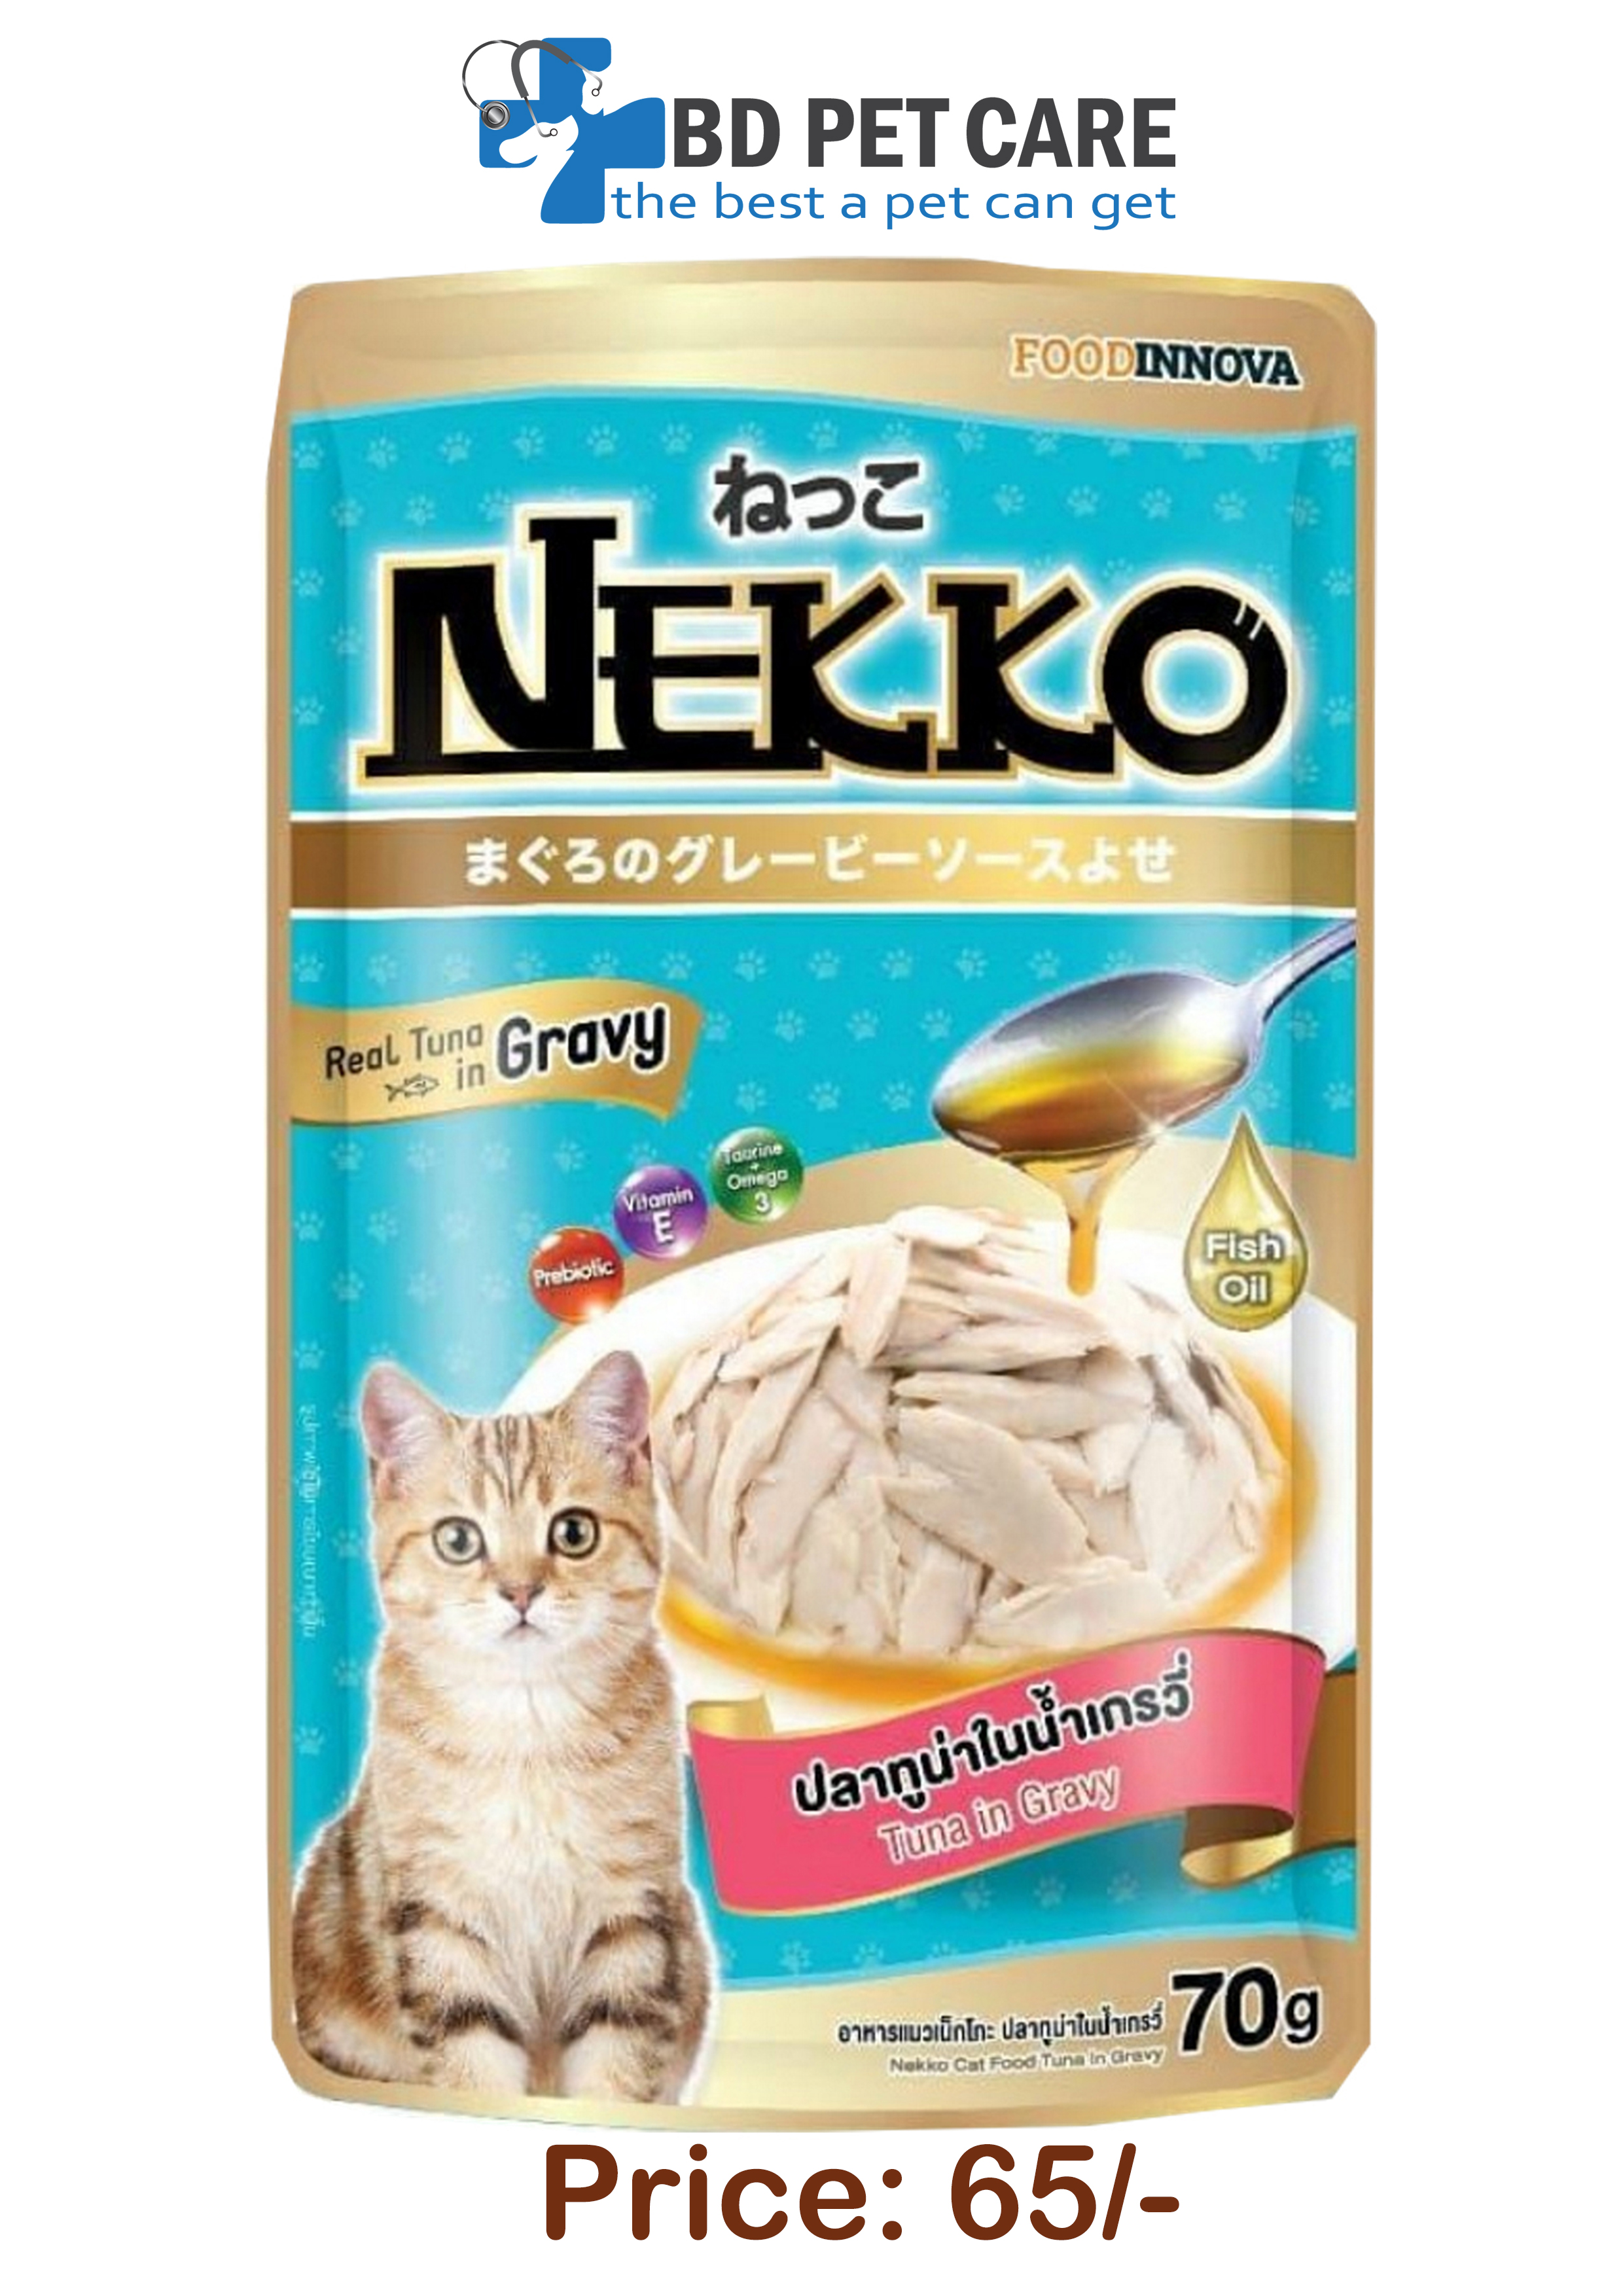 BD PET CARE
the best a pet can get
FOODINNOVA
ねっこ
NEKKO
まぐろのグレービーソースよせ
Real Tuna
in Gravy
Taurine
+
Omega
3
Vitamin
E
Prebiotic
Fish
Oil
ปลาทูน่าในน้ำเกรวี่
Tuna in Gravy
อาหารแมวเน็กโกะ ปลาทูน่าในน้ำเกรวี่ 70g
Nekko Cat Food Tuna in Gravy
Price: 65/-